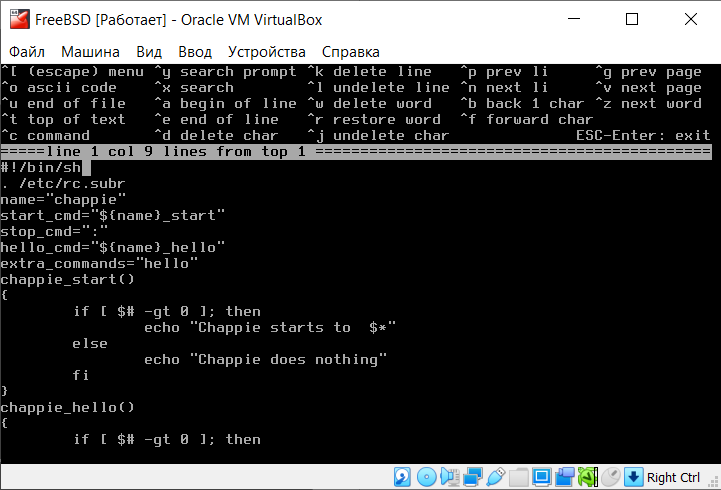 FreeBSD [Работает] - Oracle VM VirtualBox
Файл Машина Вид Ввод Устройства Справка
^[ (escape) menu ^y search prompt ^k delete line ^p prev li ^g prev page
^o ascii code ^x search ^l undelete line ^n next li ^v next page
^u end of file ^a begin of line ^w delete word ^b back 1 char ^z next word
^t top of text ^e end of line ^r restore word ^f forward char
^c command ^d delete char ^j undelete char ESC-Enter: exit
=====line 1 col 9 lines from top 1 ============================================
#!/bin/sh
. /etc/rc.subr
name="chappie"
start_cmd="${name}_start"
stop_cmd=":"
hello_cmd="${name}_hello"
extra_commands="hello"
chappie_start()
{
        if [ $# -gt 0 ]; then
                echo "Chappie starts to  $*"
        else
                echo "Chappie does nothing"
        fi
}
chappie_hello()
{
        if [ $# -gt 0 ]; then
Right Ctrl